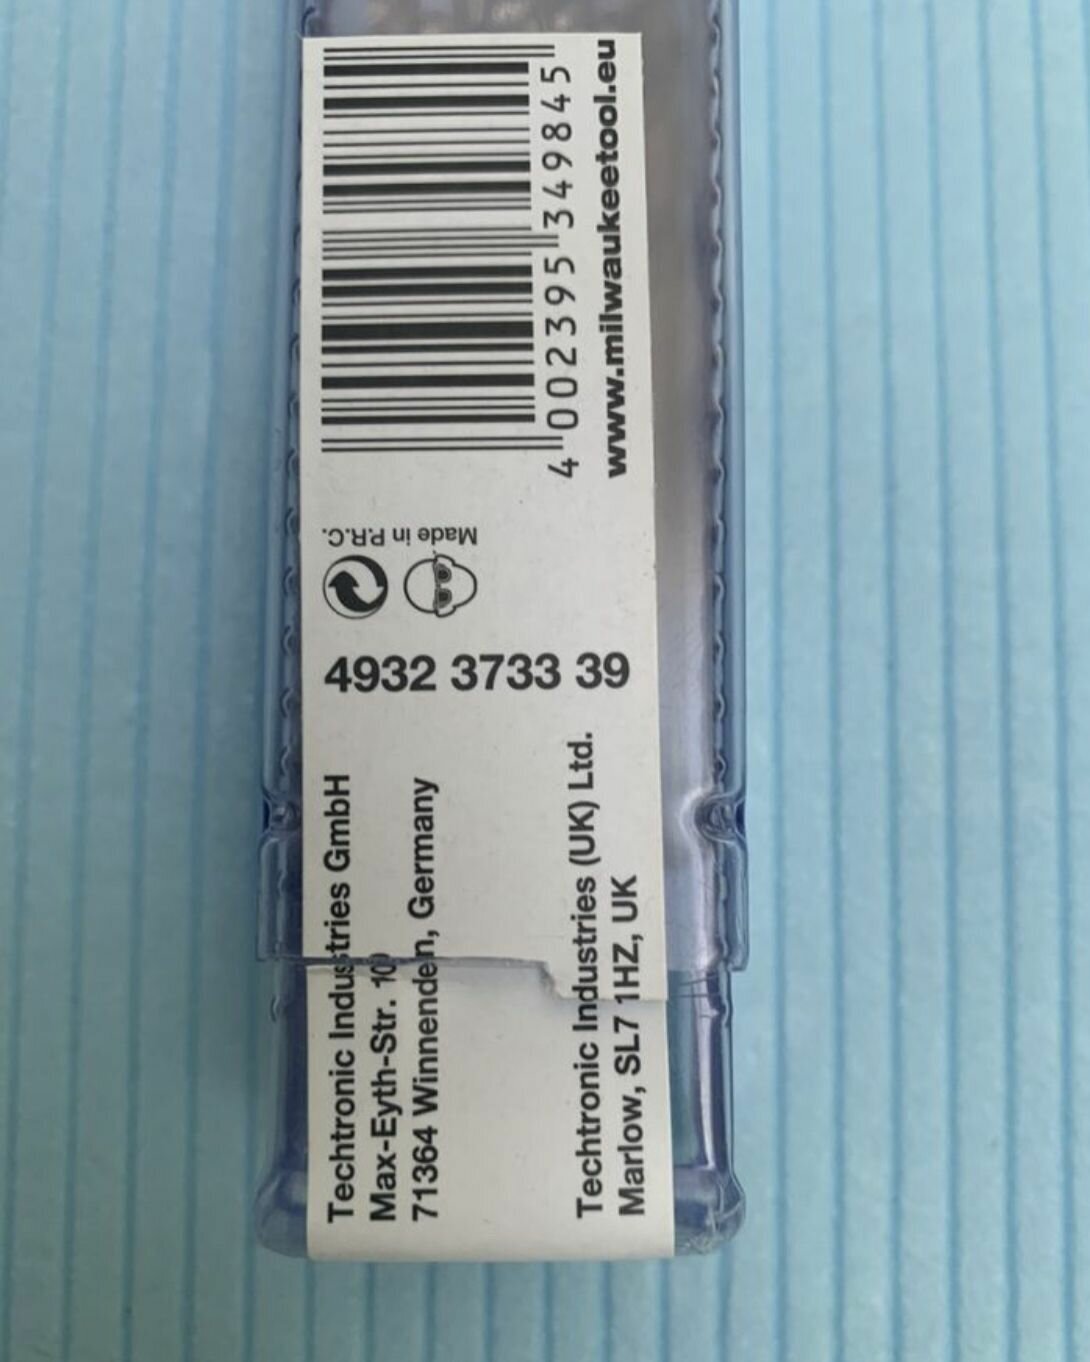 4 002395 349845
www.milwaukeetool.eu
Made in P.R.C.
4932 3733 39
Techtronic Industries GmbH
Max-Eyth-Str. 10
71364 Winnenden, Germany
Techtronic Industries (UK) Ltd.
Marlow, SL7 1HZ, UK